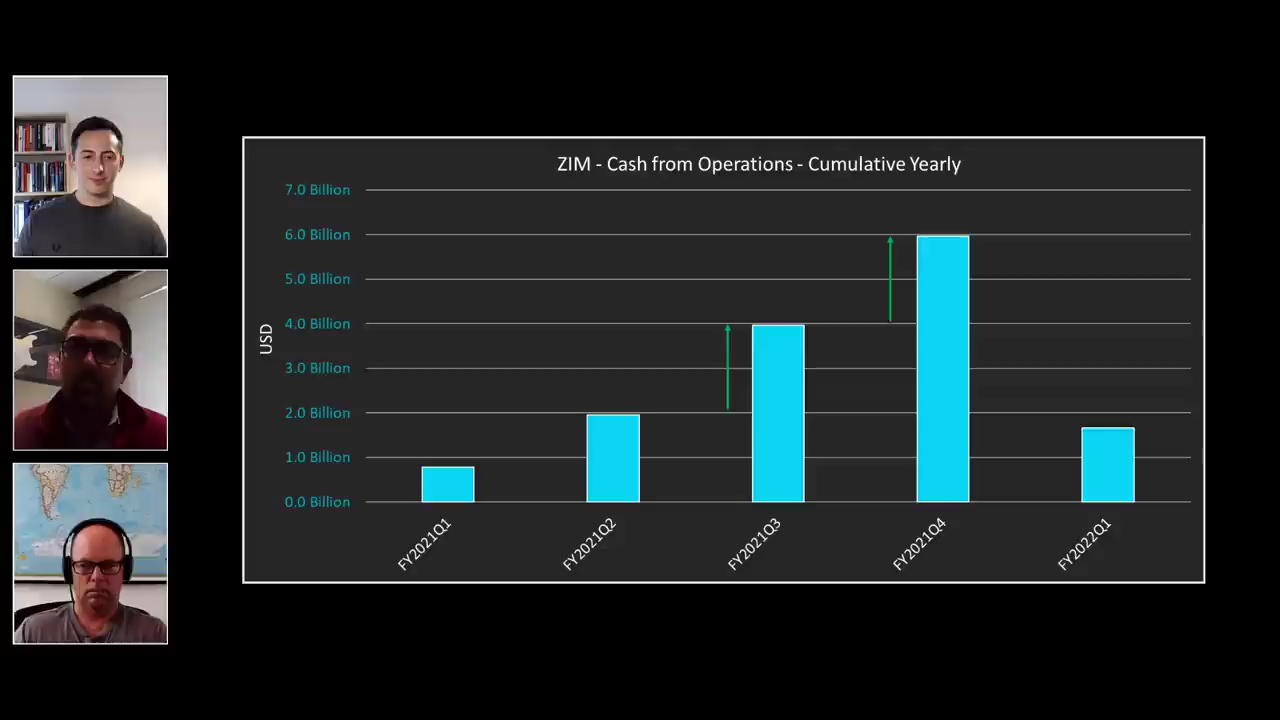 ZIM - Cash from Operations - Cumulative Yearly
7.0 Billion
6.0 Billion
5.0 Billion
4.0 Billion
3.0 Billion
2.0 Billion
1.0 Billion
0.0 Billion
USD
FY2021Q1
FY2021Q2
FY2021Q3
FY2021Q4
FY2022Q1